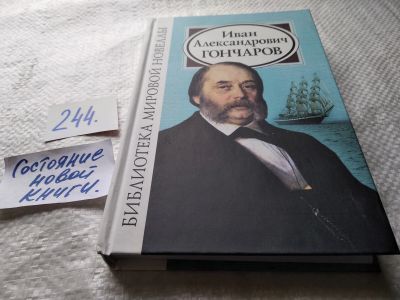 Иван
Александрович
ГОНЧАРОВ
БИБЛИОТЕКА МИРОВОЙ НОВЕЛЛЫ
244.
Состояние
новой
книги.